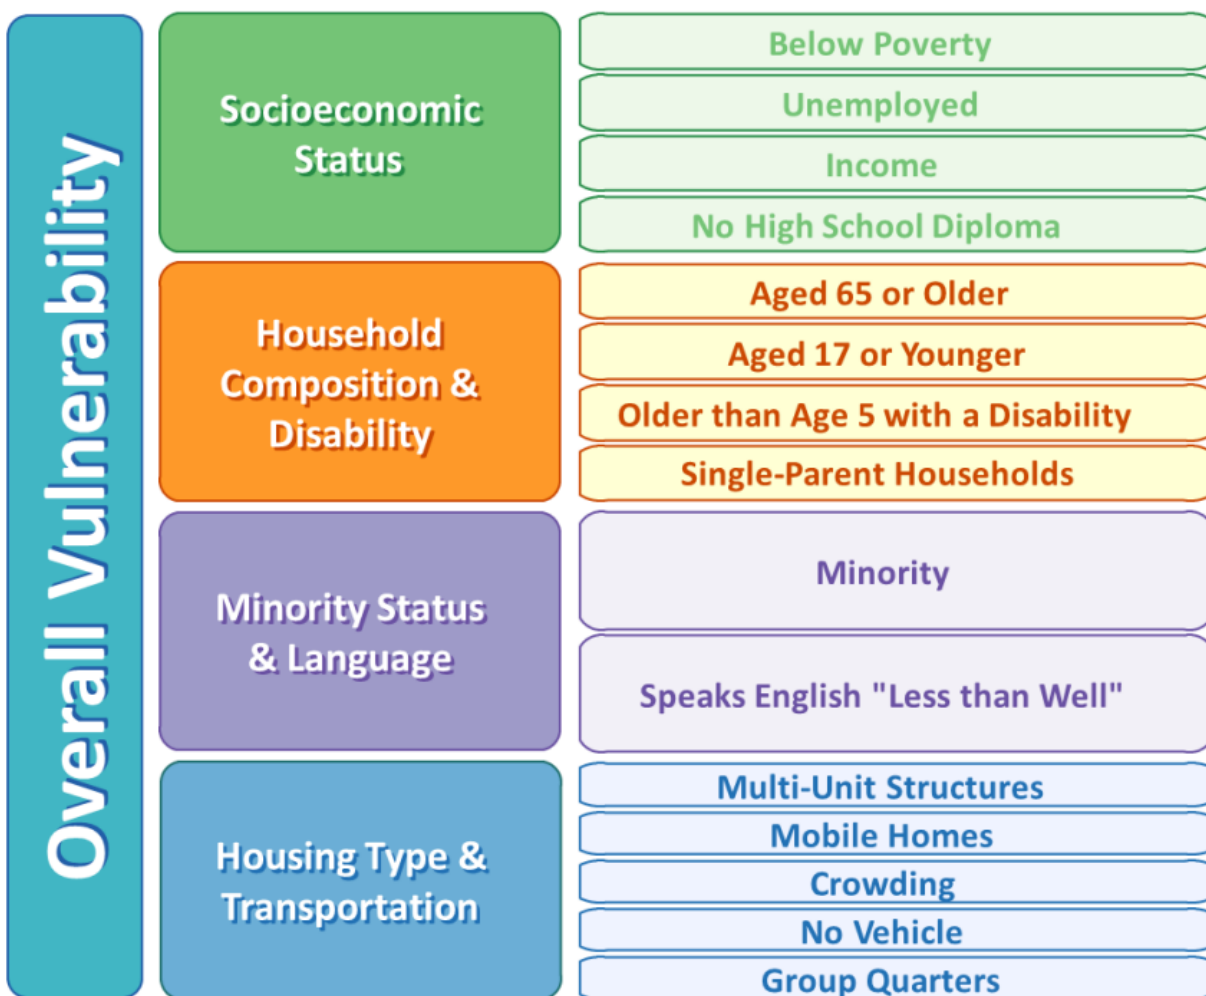 Overall Vulnerability
Socioeconomic
Status
Below Poverty
Unemployed
Income
No High School Diploma
Household
Composition &
Disability
Aged 65 or Older
Aged 17 or Younger
Older than Age 5 with a Disability
Single-Parent Households
Minority Status
& Language
Minority
Speaks English "Less than Well"
Housing Type &
Transportation
Multi-Unit Structures
Mobile Homes
Crowding
No Vehicle
Group Quarters